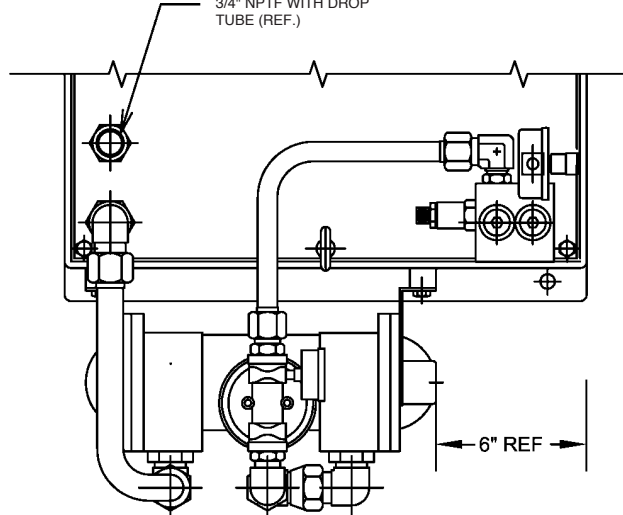 3/4" NPTF WITH DROP
TUBE (REF.)
6" REF